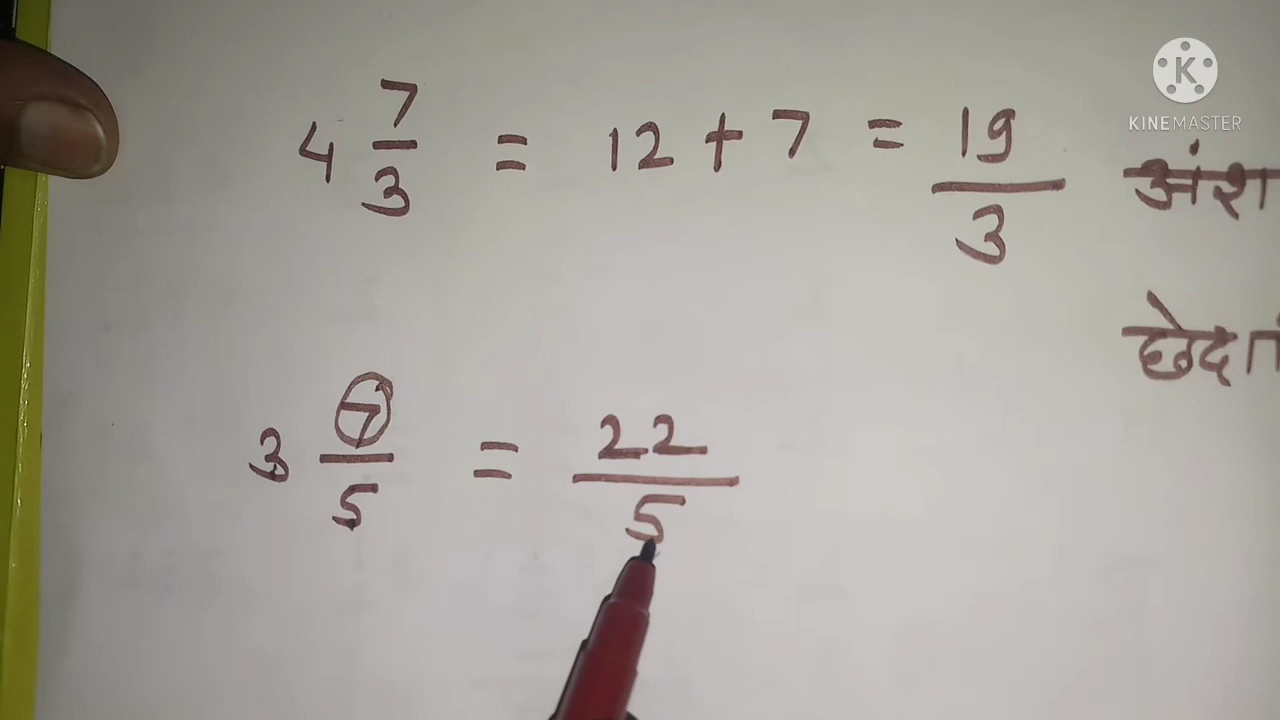 4 7/3 = 12 + 7 = 19/3 अंश
3 7/5 = 22/5 छेद
KINEMASTER